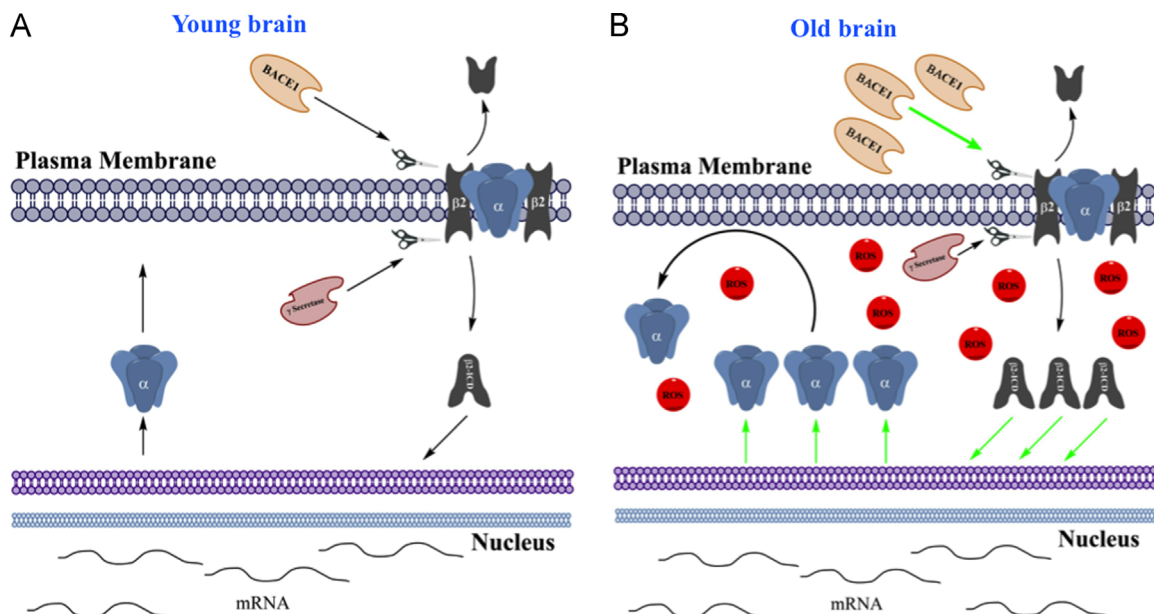 A
Young brain
BACE1
Plasma Membrane
β2
α
β2
γ Secretase
α
β2-ICD
Nucleus
mRNA
B
Old brain
BACE1
BACE1
BACE1
Plasma Membrane
β2
α
β2
γ Secretase
ROS
ROS
ROS
ROS
ROS
ROS
ROS
ROS
α
α
α
α
β2-ICD
β2-ICD
β2-ICD
Nucleus
mRNA